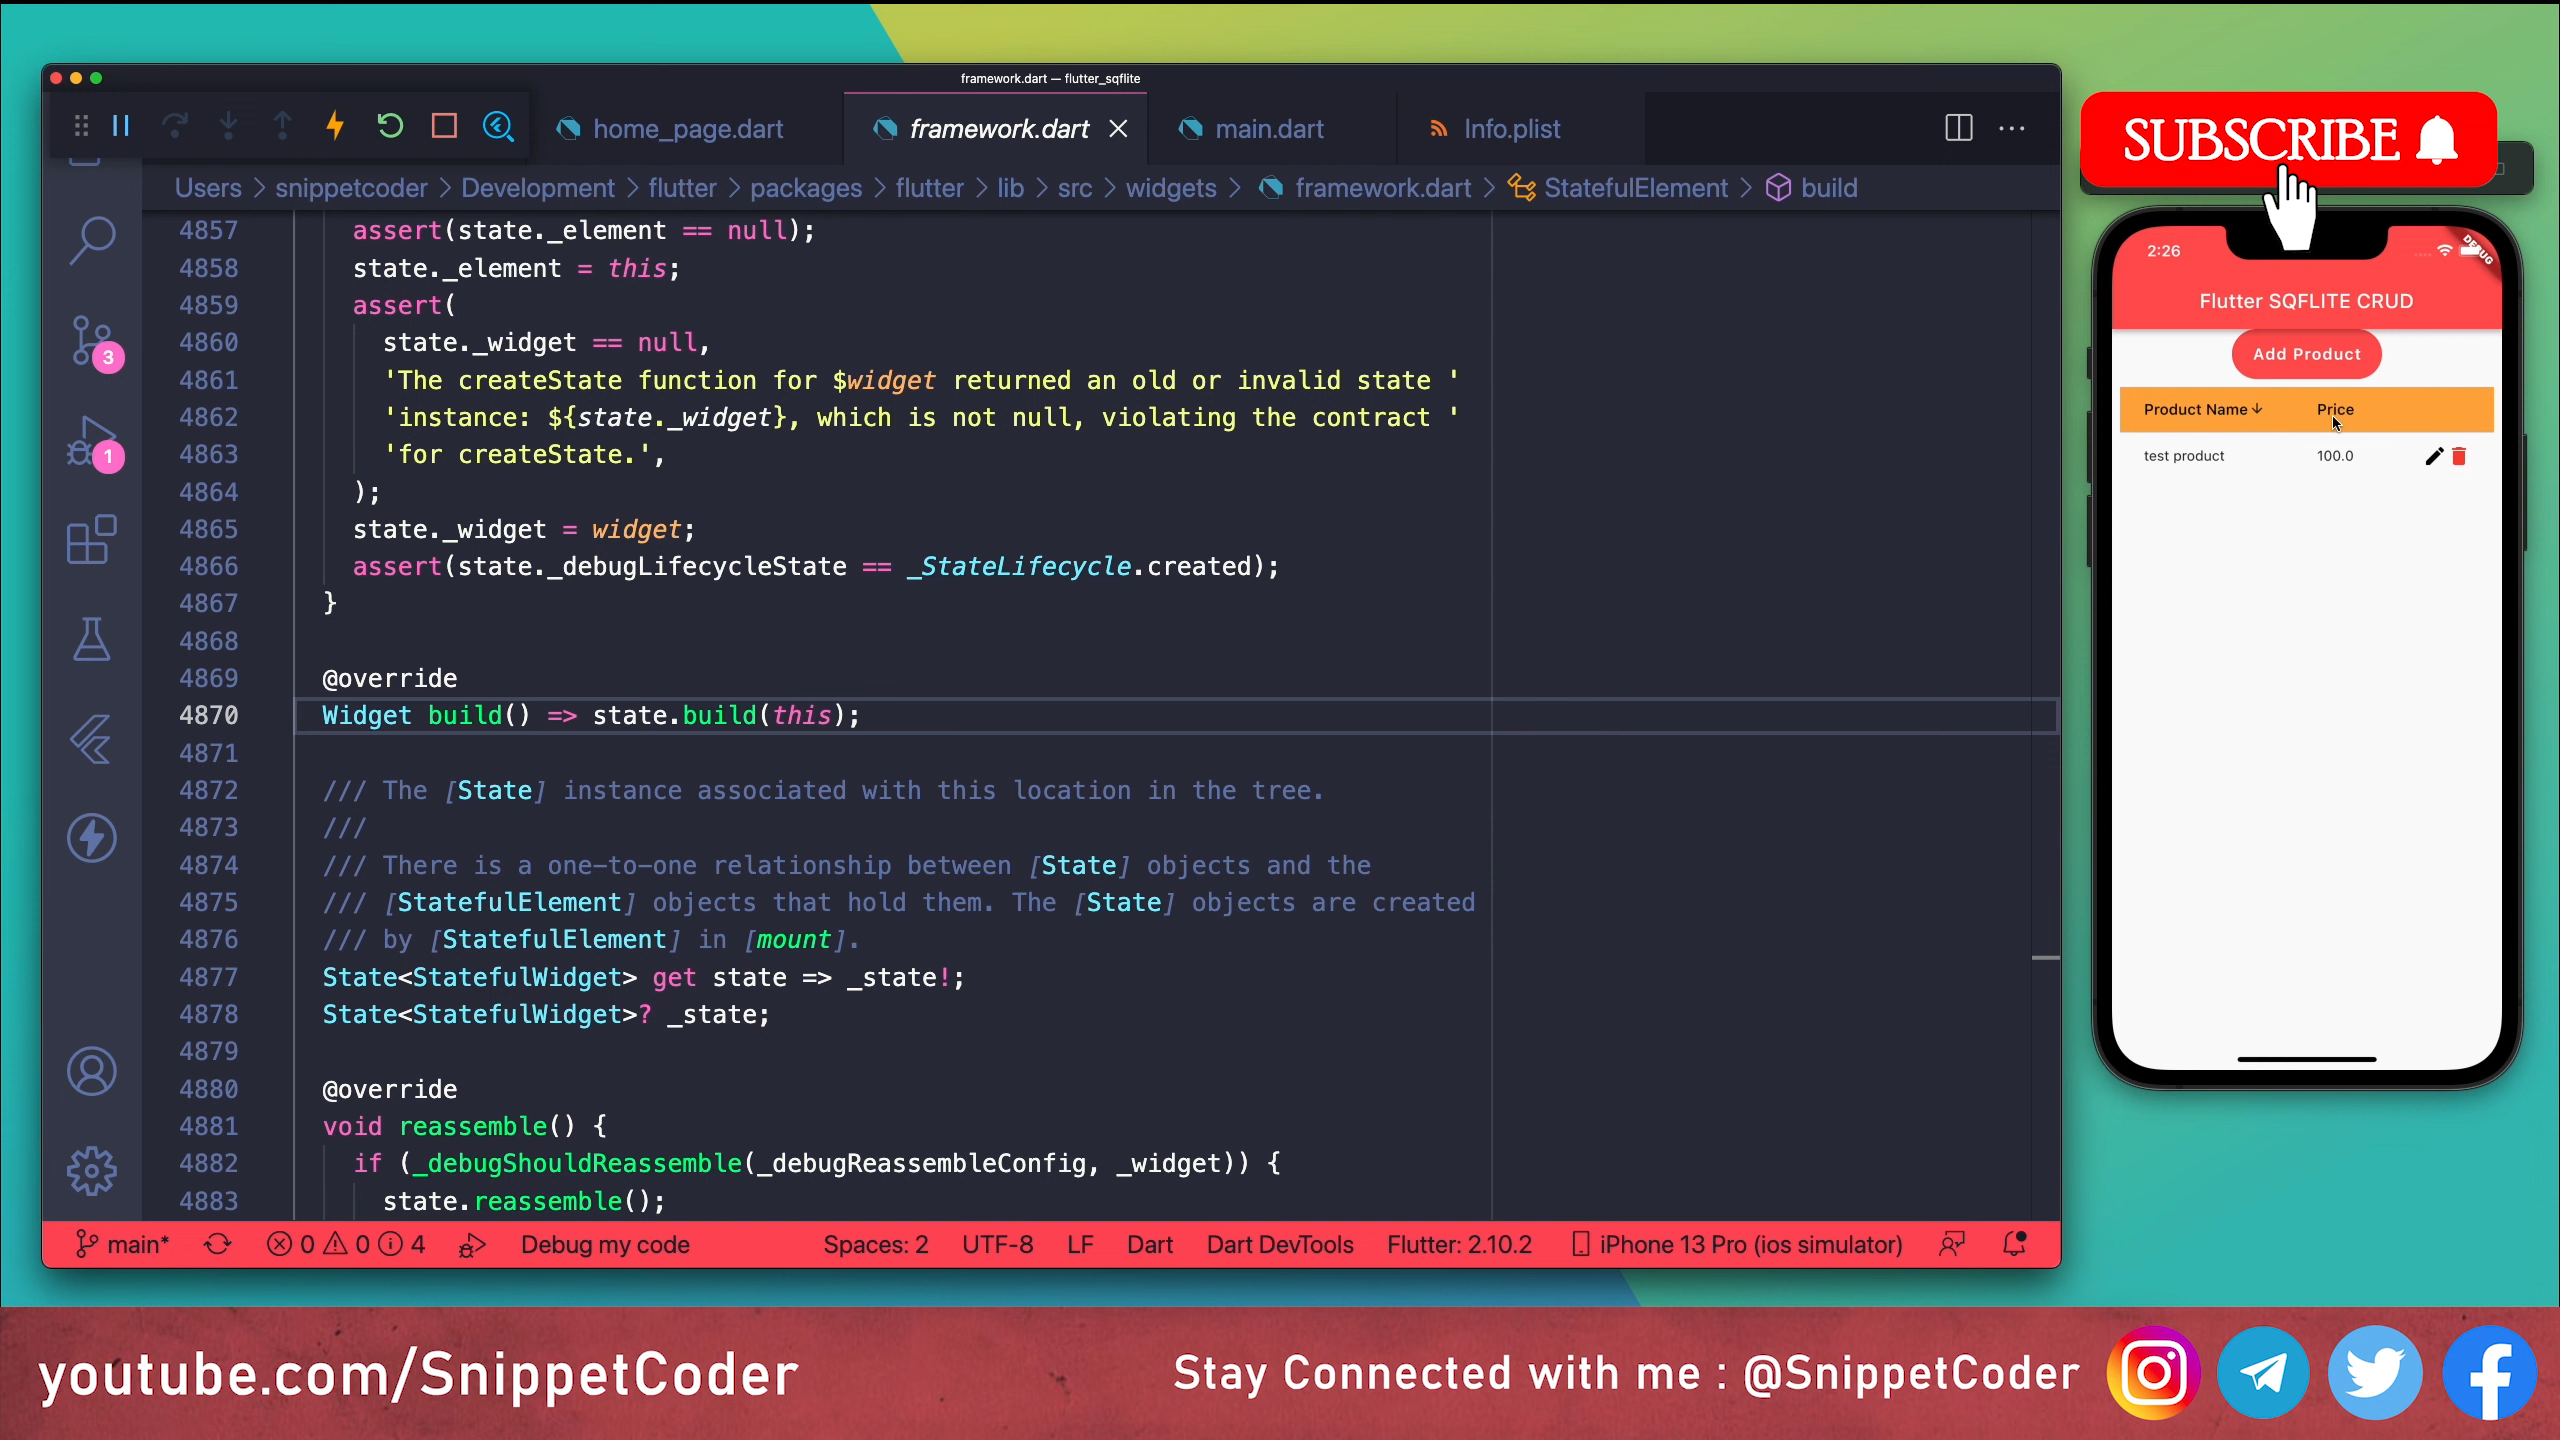 framework.dart — flutter_sqflite
home_page.dart
framework.dart
main.dart
Info.plist
SUBSCRIBE
Users > snippetcoder > Development > flutter > packages > flutter > lib > src > widgets > framework.dart > StatefulElement > build
3
1
4857 assert(state._element == null);
4858 state._element = this;
4859 assert(
4860 state._widget == null,
4861 'The createState function for $widget returned an old or invalid state '
4862 'instance: ${state._widget}, which is not null, violating the contract '
4863 'for createState.',
4864 );
4865 state._widget = widget;
4866 assert(state._debugLifecycleState == _StateLifecycle.created);
4867 }
4868
4869 @override
4870 Widget build() => state.build(this);
4871
4872 /// The [State] instance associated with this location in the tree.
4873 ///
4874 /// There is a one-to-one relationship between [State] objects and the
4875 /// [StatefulElement] objects that hold them. The [State] objects are created
4876 /// by [StatefulElement] in [mount].
4877 State<StatefulWidget> get state => _state!;
4878 State<StatefulWidget>? _state;
4879
4880 @override
4881 void reassemble() {
4882 if (_debugShouldReassemble(_debugReassembleConfig, _widget)) {
4883 state.reassemble();
main* 0 0 4 Debug my code Spaces: 2 UTF-8 LF Dart Dart DevTools Flutter: 2.10.2 iPhone 13 Pro (ios simulator)
2:26
DEBUG
Flutter SQFLITE CRUD
Add Product
Product Name Price
test product 100.0
youtube.com/SnippetCoder
Stay Connected with me : @SnippetCoder